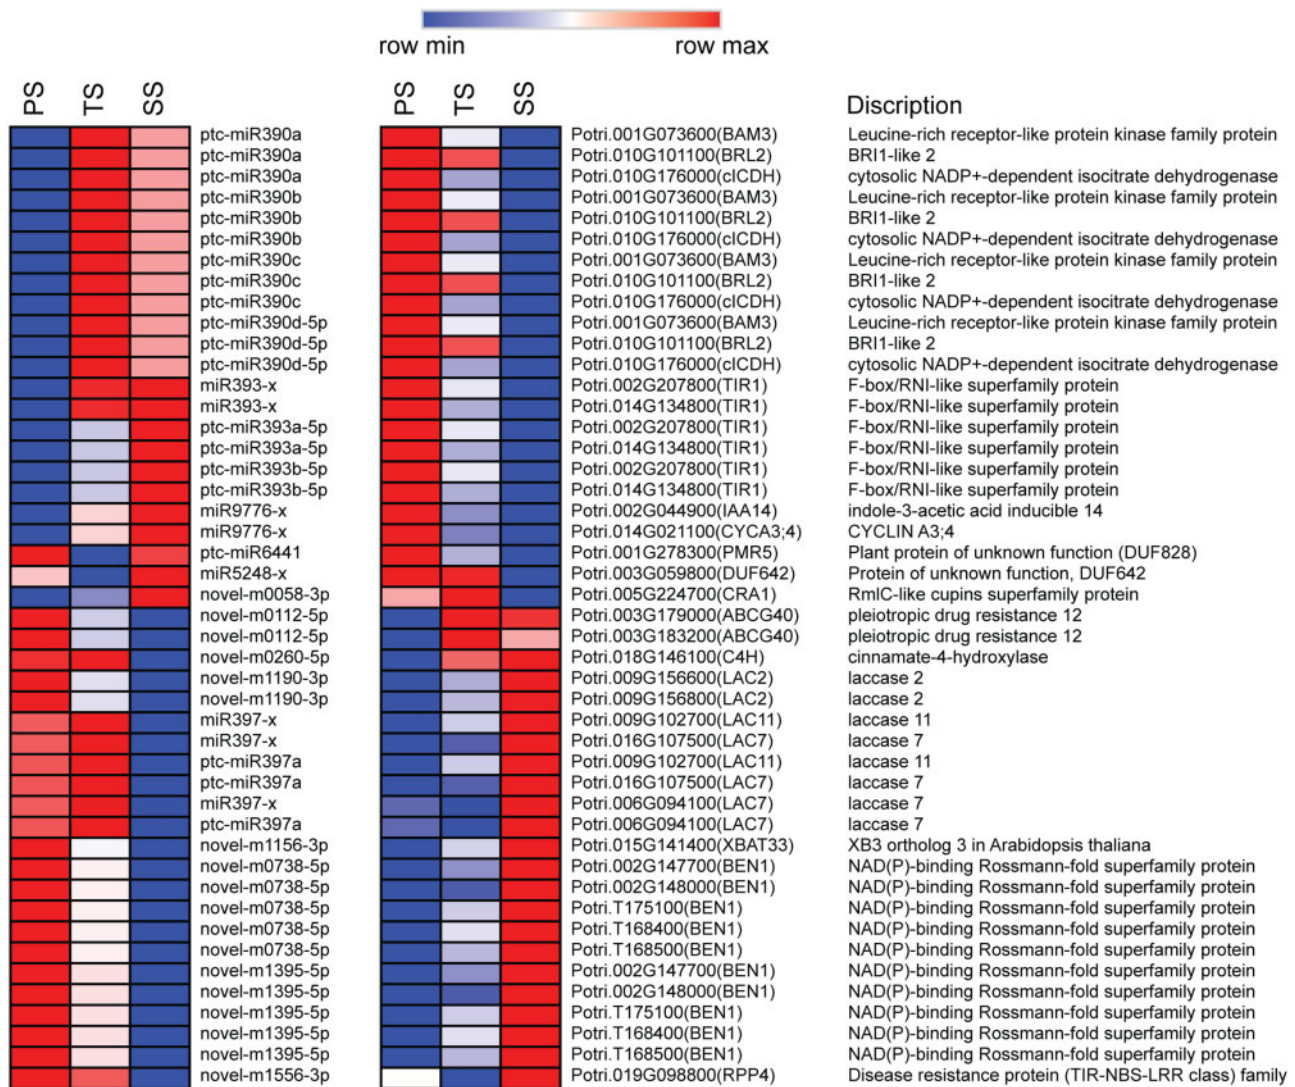 row min row max
PS TS SS PS TS SS Discription
ptc-miR390a Potri.001G073600(BAM3) Leucine-rich receptor-like protein kinase family protein
ptc-miR390a Potri.010G101100(BRL2) BRI1-like 2
ptc-miR390a Potri.010G176000(cICDH) cytosolic NADP+-dependent isocitrate dehydrogenase
ptc-miR390b Potri.001G073600(BAM3) Leucine-rich receptor-like protein kinase family protein
ptc-miR390b Potri.010G101100(BRL2) BRI1-like 2
ptc-miR390b Potri.010G176000(cICDH) cytosolic NADP+-dependent isocitrate dehydrogenase
ptc-miR390c Potri.001G073600(BAM3) Leucine-rich receptor-like protein kinase family protein
ptc-miR390c Potri.010G101100(BRL2) BRI1-like 2
ptc-miR390c Potri.010G176000(cICDH) cytosolic NADP+-dependent isocitrate dehydrogenase
ptc-miR390d-5p Potri.001G073600(BAM3) Leucine-rich receptor-like protein kinase family protein
ptc-miR390d-5p Potri.010G101100(BRL2) BRI1-like 2
ptc-miR390d-5p Potri.010G176000(cICDH) cytosolic NADP+-dependent isocitrate dehydrogenase
miR393-x Potri.002G207800(TIR1) F-box/RNI-like superfamily protein
miR393-x Potri.014G134800(TIR1) F-box/RNI-like superfamily protein
ptc-miR393a-5p Potri.002G207800(TIR1) F-box/RNI-like superfamily protein
ptc-miR393a-5p Potri.014G134800(TIR1) F-box/RNI-like superfamily protein
ptc-miR393b-5p Potri.002G207800(TIR1) F-box/RNI-like superfamily protein
ptc-miR393b-5p Potri.014G134800(TIR1) F-box/RNI-like superfamily protein
miR9776-x Potri.002G044900(IAA14) indole-3-acetic acid inducible 14
miR9776-x Potri.014G021100(CYCA3;4) CYCLIN A3;4
ptc-miR6441 Potri.001G278300(PMR5) Plant protein of unknown function (DUF828)
miR5248-x Potri.003G059800(DUF642) Protein of unknown function, DUF642
novel-m0058-3p Potri.005G224700(CRA1) RmlC-like cupins superfamily protein
novel-m0112-5p Potri.003G179000(ABCG40) pleiotropic drug resistance 12
novel-m0112-5p Potri.003G183200(ABCG40) pleiotropic drug resistance 12
novel-m0260-5p Potri.018G146100(C4H) cinnamate-4-hydroxylase
novel-m1190-3p Potri.009G156600(LAC2) laccase 2
novel-m1190-3p Potri.009G156800(LAC2) laccase 2
miR397-x Potri.009G102700(LAC11) laccase 11
miR397-x Potri.016G107500(LAC7) laccase 7
ptc-miR397a Potri.009G102700(LAC11) laccase 11
ptc-miR397a Potri.016G107500(LAC7) laccase 7
miR397-x Potri.006G094100(LAC7) laccase 7
ptc-miR397a Potri.006G094100(LAC7) laccase 7
novel-m1156-3p Potri.015G141400(XBAT33) XB3 ortholog 3 in Arabidopsis thaliana
novel-m0738-5p Potri.002G147700(BEN1) NAD(P)-binding Rossmann-fold superfamily protein
novel-m0738-5p Potri.002G148000(BEN1) NAD(P)-binding Rossmann-fold superfamily protein
novel-m0738-5p Potri.T175100(BEN1) NAD(P)-binding Rossmann-fold superfamily protein
novel-m0738-5p Potri.T168400(BEN1) NAD(P)-binding Rossmann-fold superfamily protein
novel-m0738-5p Potri.T168500(BEN1) NAD(P)-binding Rossmann-fold superfamily protein
novel-m1395-5p Potri.002G147700(BEN1) NAD(P)-binding Rossmann-fold superfamily protein
novel-m1395-5p Potri.002G148000(BEN1) NAD(P)-binding Rossmann-fold superfamily protein
novel-m1395-5p Potri.T175100(BEN1) NAD(P)-binding Rossmann-fold superfamily protein
novel-m1395-5p Potri.T168400(BEN1) NAD(P)-binding Rossmann-fold superfamily protein
novel-m1395-5p Potri.T168500(BEN1) NAD(P)-binding Rossmann-fold superfamily protein
novel-m1556-3p Potri.019G098800(RPP4) Disease resistance protein (TIR-NBS-LRR class) family